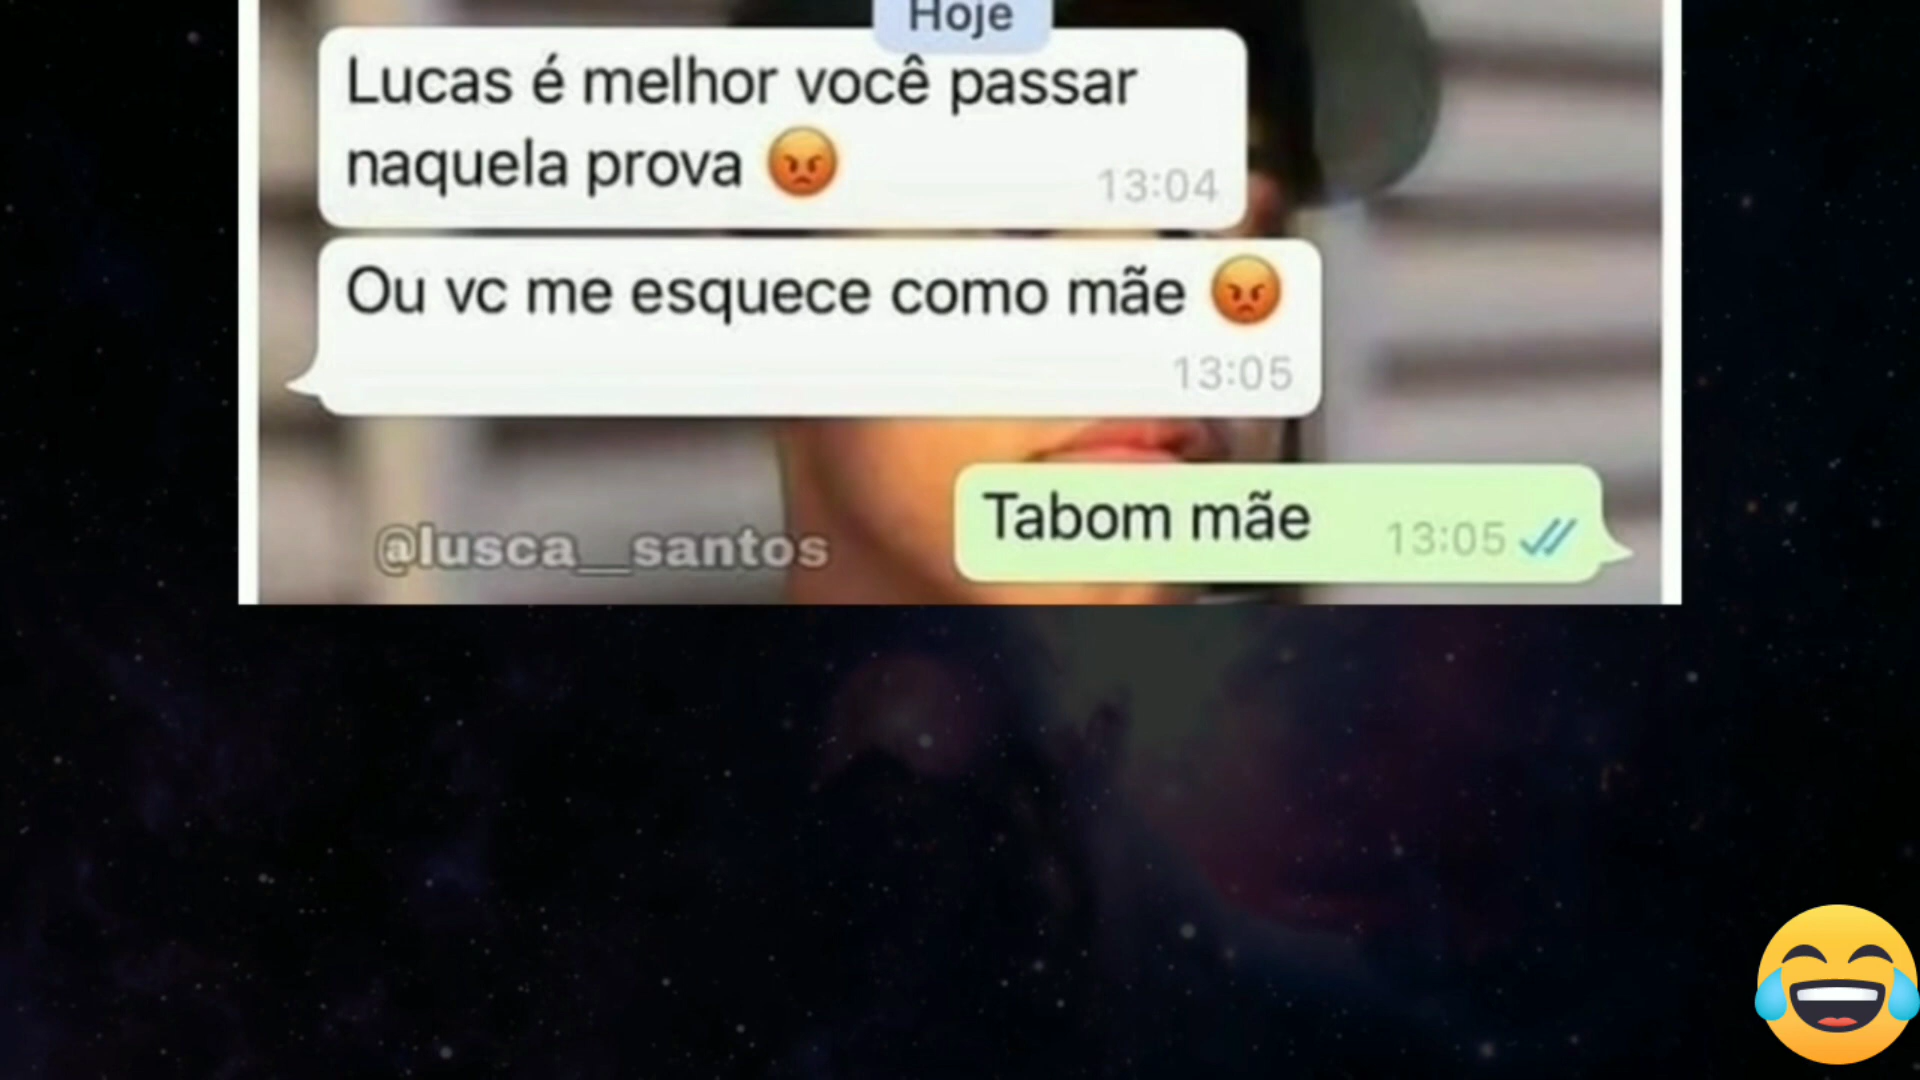 Hoje
Lucas é melhor você passar
naquela prova 😡
13:04
Ou vc me esquece como mãe 😡
13:05
Tabom mãe
13:05
@lusca__santos